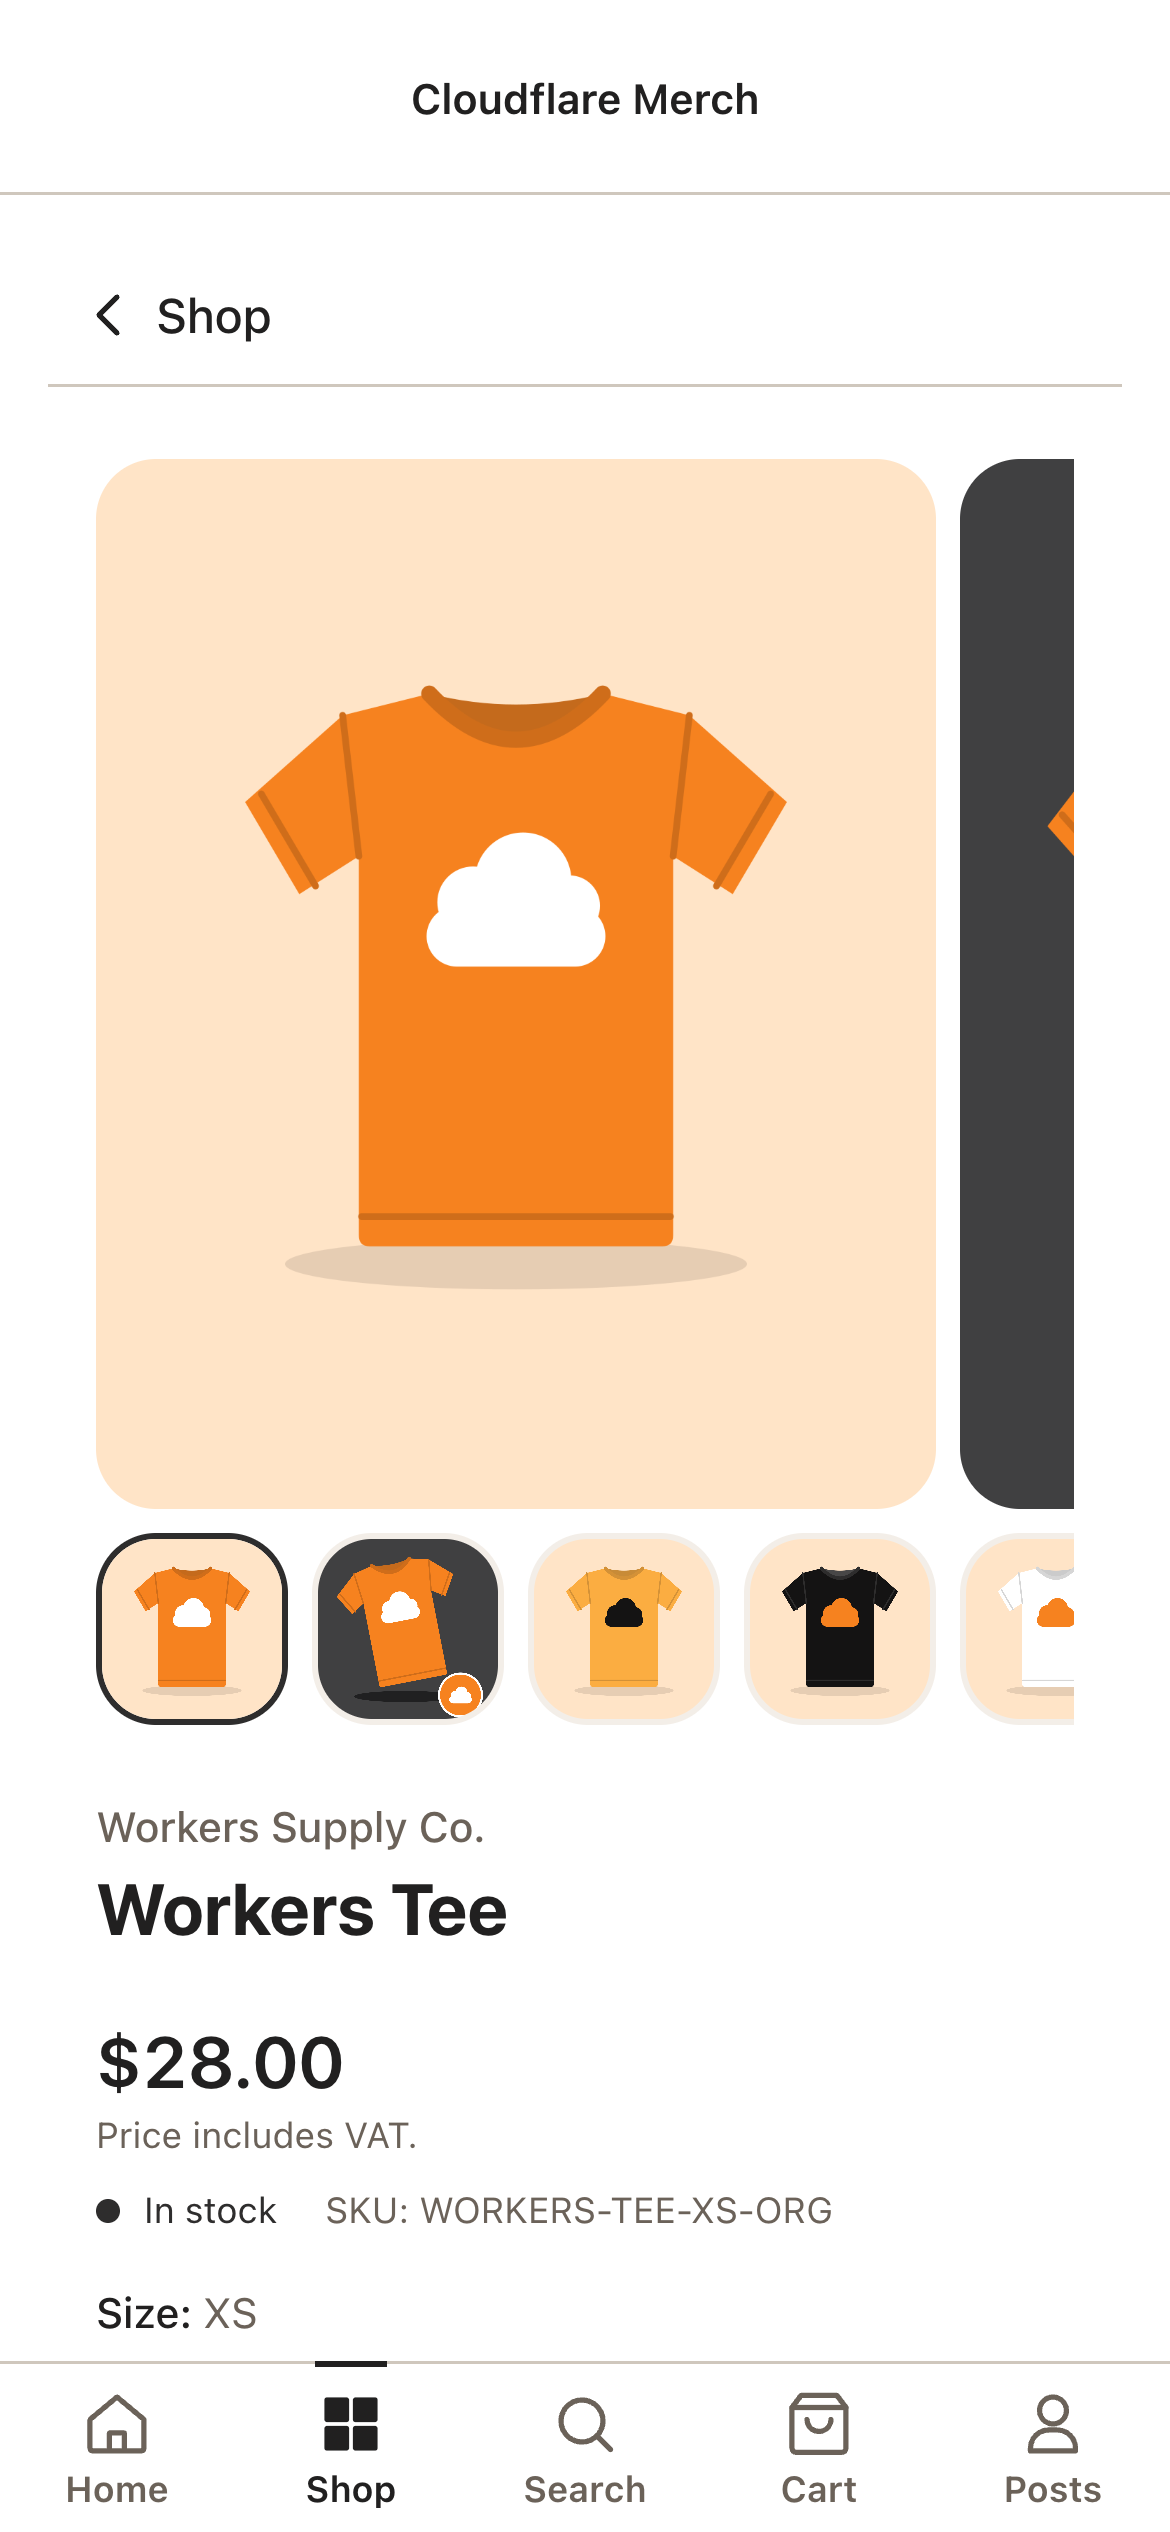 Cloudflare Merch
Shop
Workers Supply Co.
Workers Tee
$28.00
Price includes VAT.
In stock SKU: WORKERS-TEE-XS-ORG
Size: XS
Home Shop Search Cart Posts